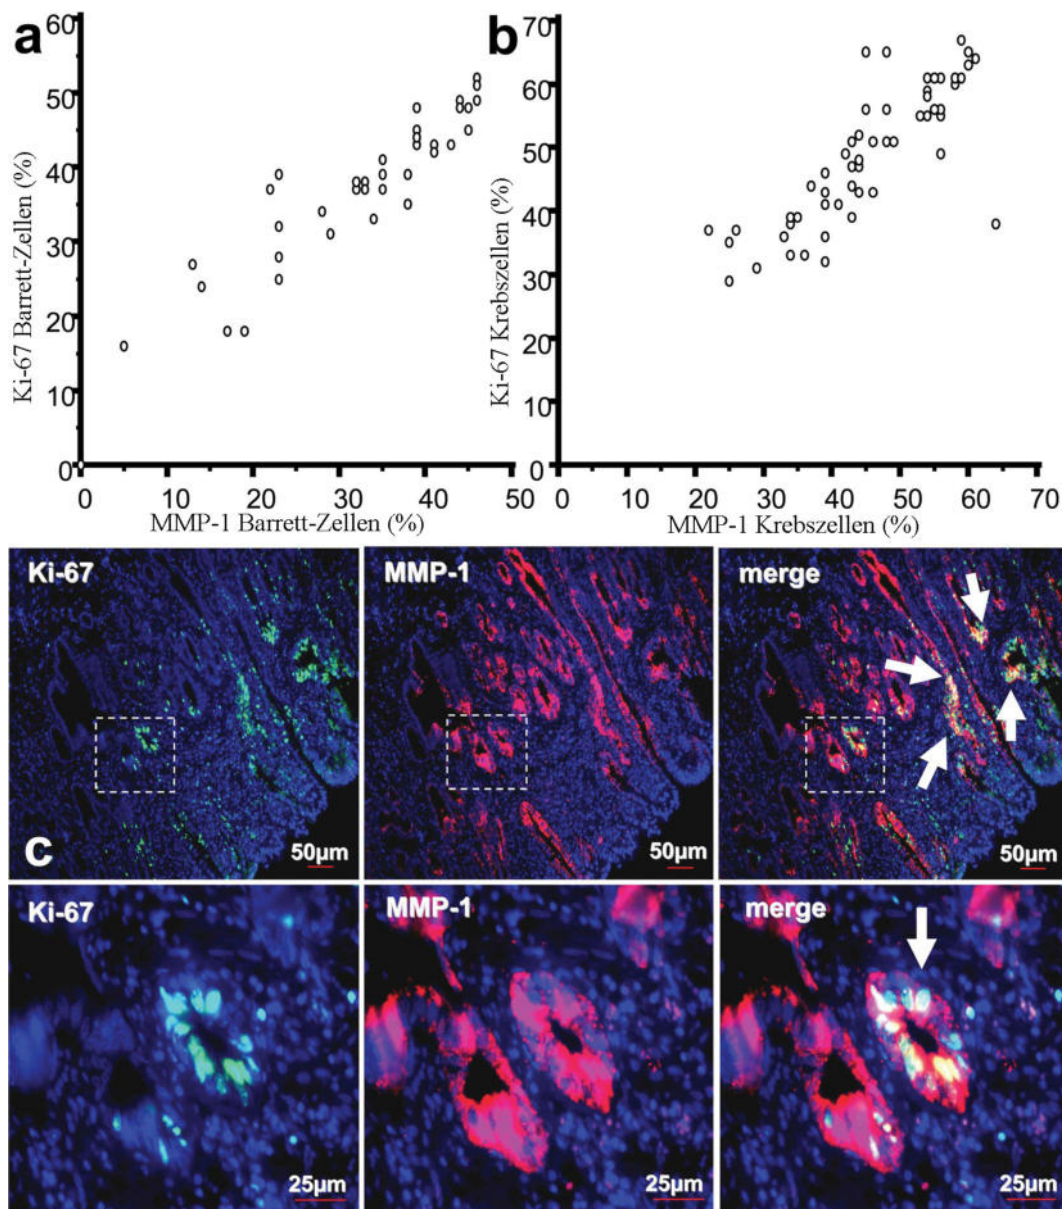 a
60
50
40
30
20
10
0
Ki-67 Barrett-Zellen (%)
0 10 20 30 40 50
MMP-1 Barrett-Zellen (%)
b
70
60
50
40
30
20
10
0
Ki-67 Krebszellen (%)
0 10 20 30 40 50 60 70
MMP-1 Krebszellen (%)
c
Ki-67
50µm
MMP-1
50µm
merge
50µm
Ki-67
25µm
MMP-1
25µm
merge
25µm